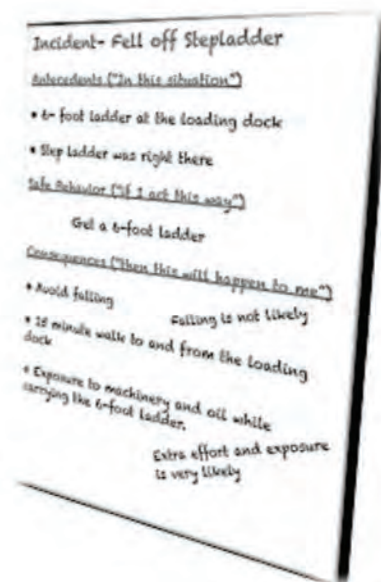 Incident- Fell off Stepladder
Antecedents ("In this situation")
• 6-foot ladder at the loading dock
• Step ladder was right there
Safe Behavior ("if I act this way")
Get a 6-foot ladder
Consequences ("then this will happen to me")
• Avoid falling
Falling is not likely
• 15 minute walk to and from the loading
dock
• Exposure to machinery and oil while
carrying the 6-foot ladder.
Extra effort and exposure
is very likely